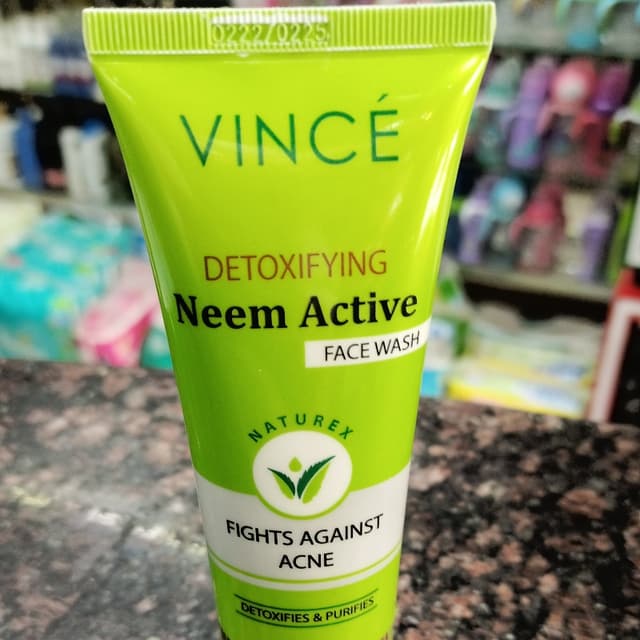 0222/0225
VINCÉ
DETOXIFYING
Neem Active
FACE WASH
NATUREX
FIGHTS AGAINST
ACNE
DETOXIFIES & PURIFIES